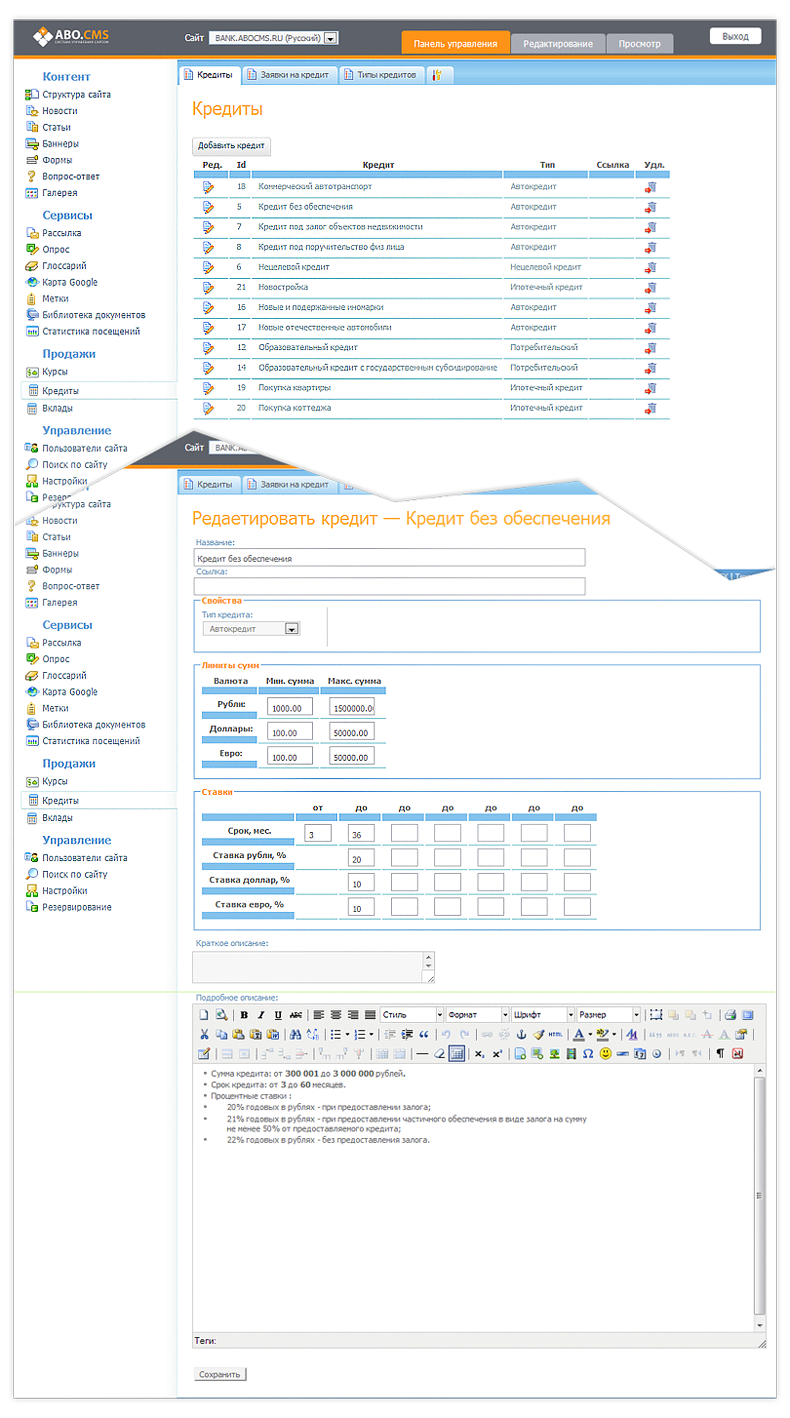 ABO.CMS
Сайт BANK.ABOCMS.RU (Русский)
Панель управления Редактирование Просмотр Выход
Контент
Структура сайта
Новости
Статьи
Баннеры
Формы
Вопрос-ответ
Галерея
Сервисы
Рассылка
Опрос
Глоссарий
Карта Google
Метки
Библиотека документов
Статистика посещений
Продажи
Курсы
Кредиты
Вклады
Управление
Пользователи сайта
Поиск по сайту
Настройки
Кредиты Заявки на кредит Типы кредитов
Кредиты
Добавить кредит
Ред. Id Кредит Тип Ссылка Удл.
18 Коммерческий автотранспорт Автокредит
5 Кредит без обеспечения Автокредит
7 Кредит под залог объектов недвижимости Автокредит
8 Кредит под поручительство физ лица Автокредит
6 Нецелевой кредит Нецелевой кредит
21 Новостройка Ипотечный кредит
16 Новые и подержанные иномарки Автокредит
17 Новые отечественные автомобили Автокредит
12 Образовательный кредит Потребительский
14 Образовательный кредит с государственным субсидирование Потребительский
19 Покупка квартиры Ипотечный кредит
20 Покупка коттеджа Ипотечный кредит
Сайт
Новости
Статьи
Баннеры
Формы
Вопрос-ответ
Галерея
Сервисы
Рассылка
Опрос
Глоссарий
Карта Google
Метки
Библиотека документов
Статистика посещений
Продажи
Курсы
Кредиты
Вклады
Управление
Пользователи сайта
Поиск по сайту
Настройки
Резервирование
Кредиты Заявки на кредит
Редаетировать кредит — Кредит без обеспечения
Название:
Кредит без обеспечения
Ссылка:
Свойства
Тип кредита:
Автокредит
Лимиты сумм
Валюта Мин. сумма Макс. сумма
Рубли: 1000.00 1500000.0
Доллары: 100.00 50000.00
Евро: 100.00 50000.00
Ставки
от до до до до до до
Срок, мес. 3 36
Ставка рубли, % 20
Ставка доллар, % 10
Ставка евро, % 10
Краткое описание:
Подробное описание:
Стиль Формат Шрифт Размер
• Сумма кредита: от 300 001 до 3 000 000 рублей.
• Срок кредита: от 3 до 60 месяцев.
• Процентные ставки :
• 20% годовых в рублях - при предоставлении залога;
• 21% годовых в рублях - при предоставлении частичного обеспечения в виде залога на сумму
не менее 50% от предоставляемого кредита;
• 22% годовых в рублях - без предоставления залога.
Теги:
Сохранить